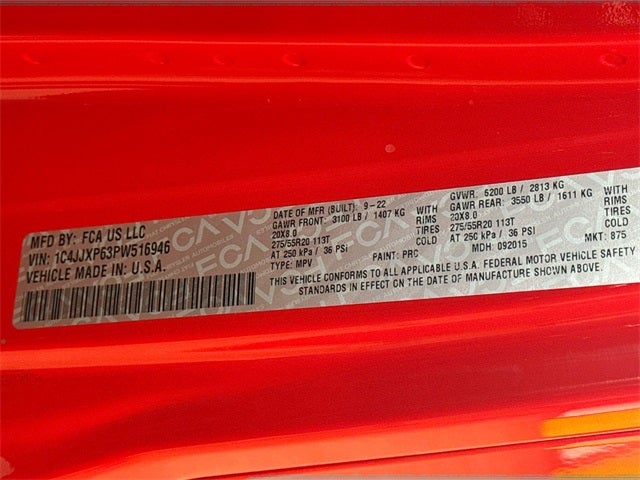 MFD BY: FCA US LLC
VIN: 1C4JJXP63PW516946
VEHICLE MADE IN U.S.A.
DATE OF MFR (BUILT): 9-22
GAWR FRONT: 3100 LB / 1407 KG WITH
20X8.0 RIMS
275/55R20 113T COLD
AT 250 kPa / 36 PSI
TYPE: MPV PAINT: PRC
GVWR: 6200 LB / 2813 KG
GAWR REAR: 3550 LB / 1611 KG WITH
20X8.0 RIMS
275/55R20 113T COLD
AT 250 kPa / 36 PSI
MDH: 092015 MKT: 875
THIS VEHICLE CONFORMS TO ALL APPLICABLE U.S.A. FEDERAL MOTOR VEHICLE SAFETY
STANDARDS IN EFFECT ON THE DATE OF MANUFACTURE SHOWN ABOVE.